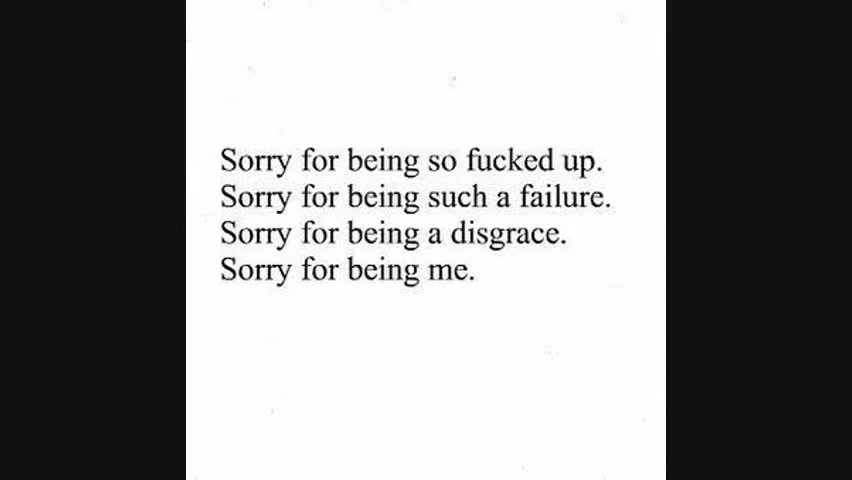 Sorry for being so fucked up.
Sorry for being such a failure.
Sorry for being a disgrace.
Sorry for being me.